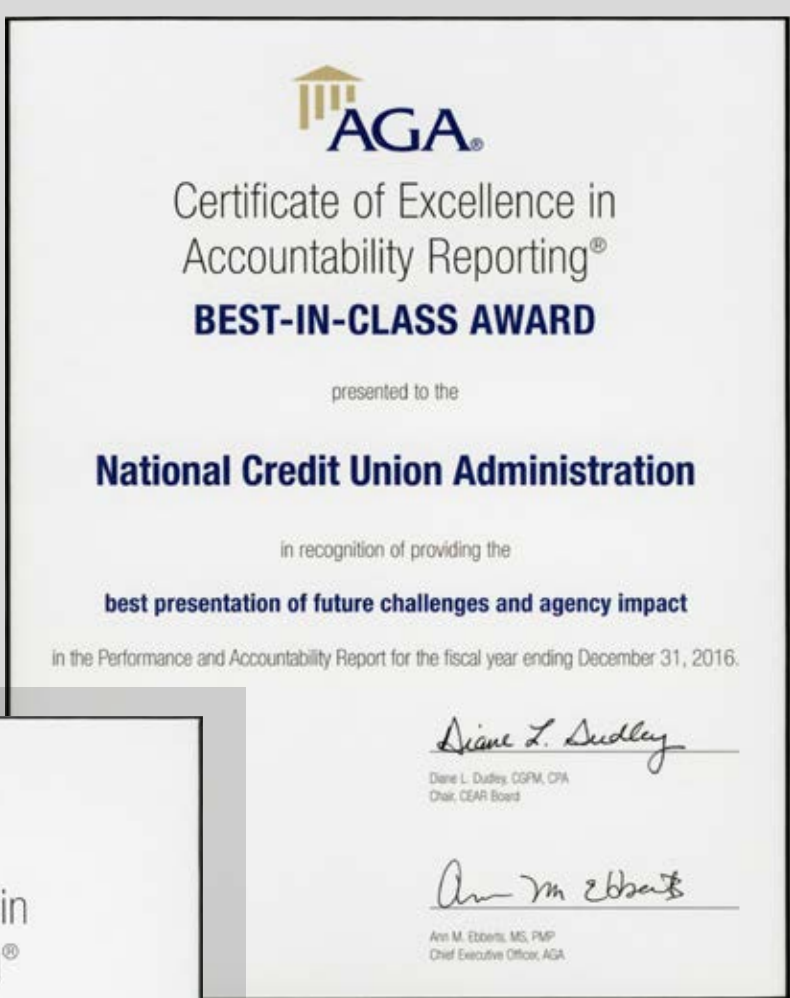 AGA®
Certificate of Excellence in
Accountability Reporting®
BEST-IN-CLASS AWARD
presented to the
National Credit Union Administration
in recognition of providing the
best presentation of future challenges and agency impact
in the Performance and Accountability Report for the fiscal year ending December 31, 2016.
Diane L. Dudley
Diane L. Dudley, CGFM, CPA
Chair, CEAR Board
Ann M Ebberts
Ann M. Ebberts, MS, PMP
Chief Executive Officer, AGA
in
®